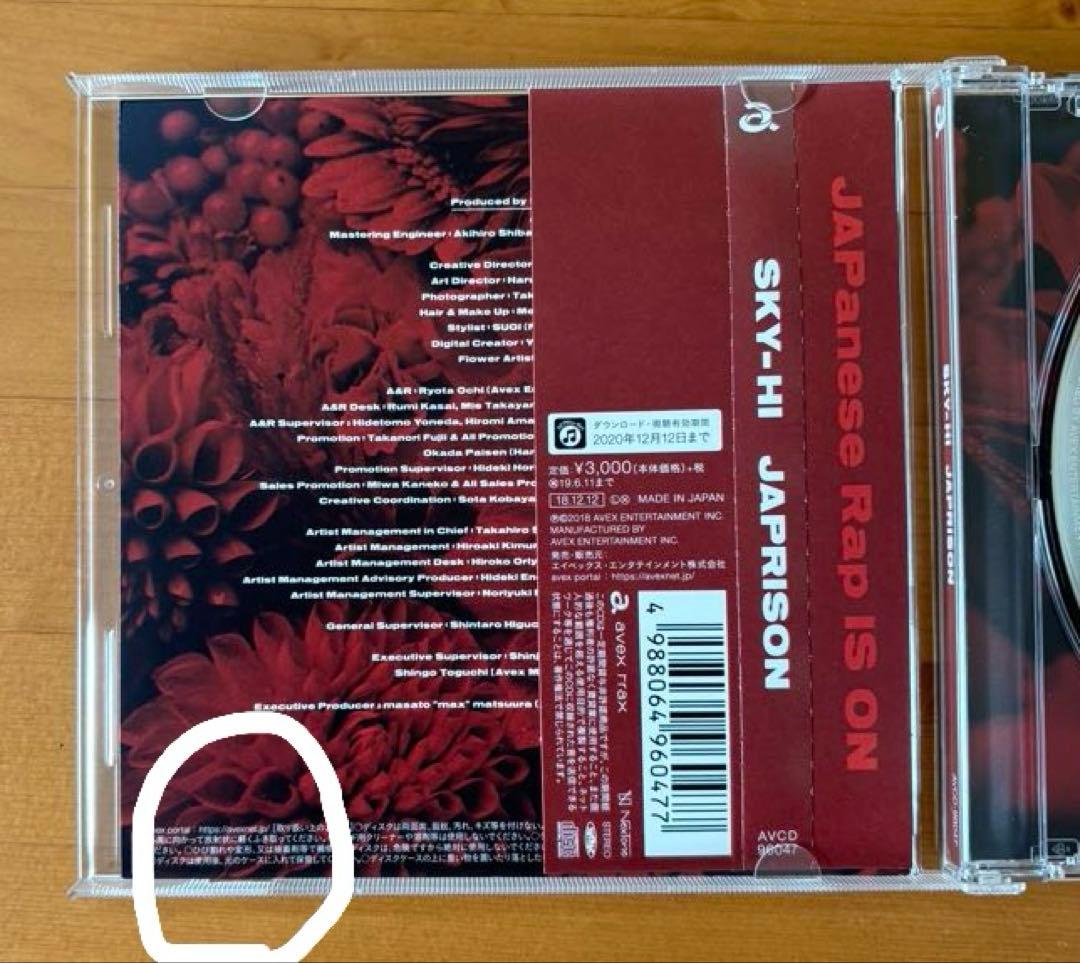 Produced by
Mastering Engineer : Akihiro Shiba
Creative Director
Art Director : Har
Photographer : Tak
Hair & Make Up : Me
Stylist : SUGI (F
Digital Creator : Y
Flower Artis
A&R : Ryota Ochi (Avex E
A&R Desk : Rumi Kasai, Mie Takayar
A&R Supervisor : Hidetomo Yoneda, Hiromi Ama
Promotion : Takanori Fujii & All Promotio
Okada Paisen (Har
Promotion Supervisor : Hideki Hor
Sales Promotion : Miwa Kaneko & All Sales Pro
Creative Coordination : Sota Kobaya
Artist Management in Chief : Takahiro S
Artist Management : Hiroaki Kimur
Artist Management Desk : Hiroko Oriy
Artist Management Advisory Producer : Hideki En
Artist Management Supervisor : Noriyuki
General Supervisor : Shintaro Higuc
Executive Supervisor : Shinj
Shingo Toguchi (Avex M
Executive Producer : masato "max" matsuura (
avex portal : https://avexnet.jp/
ダウンロード・視聴有効期間
2020年12月12日まで
定価:¥3,000(本体価格)+税
19.6.11まで
18.12.12 MADE IN JAPAN
℗©2018 AVEX ENTERTAINMENT INC.
MANUFACTURED BY
AVEX ENTERTAINMENT INC.
発売・販売元:
エイベックス・エンタテインメント株式会社
avex portal : https://avexnet.jp/
a avex trax
NexTone
STEREO
4 988064 960477
SKY-HI JAPRISON
AVCD
96047
JAPanese Rap IS ON
SKY-HI JAPRISON